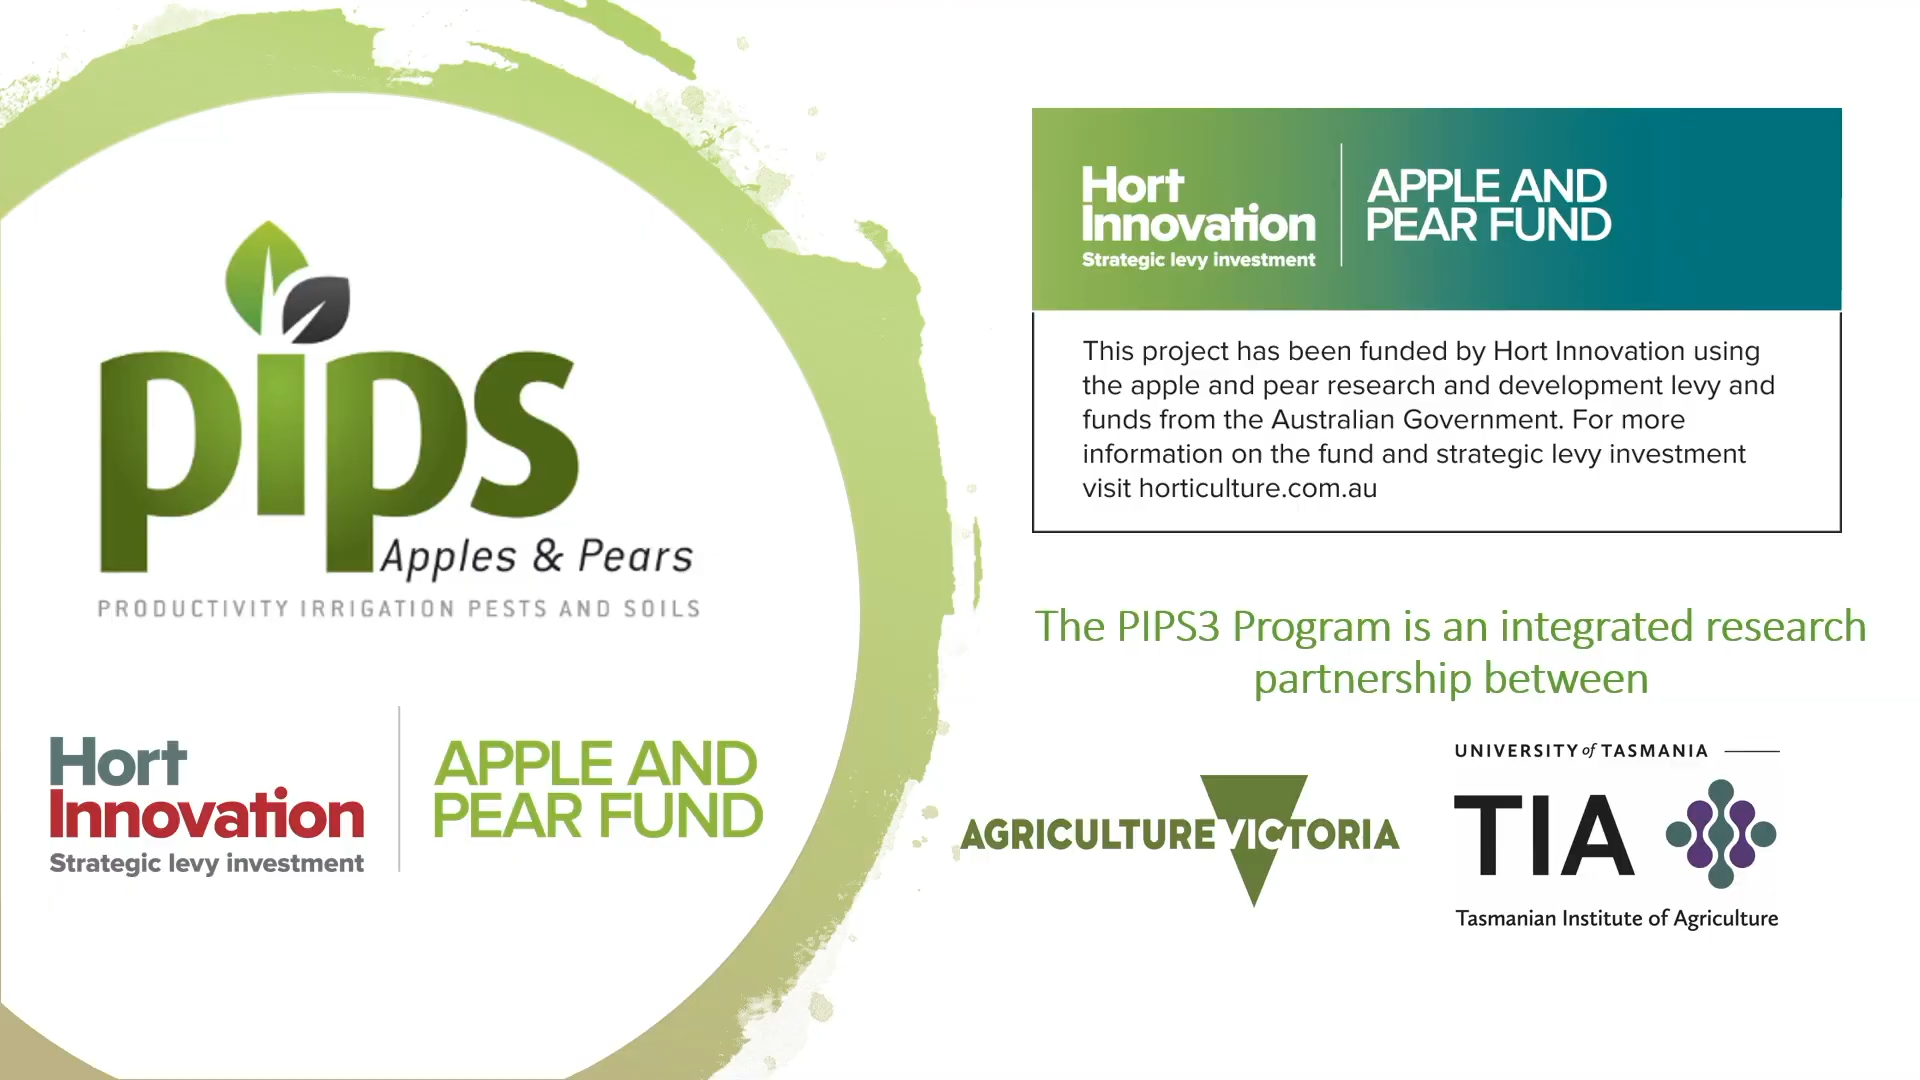 pips
Apples & Pears
PRODUCTIVITY IRRIGATION PESTS AND SOILS
Hort
Innovation
Strategic levy investment
APPLE AND
PEAR FUND
Hort
Innovation
Strategic levy investment
APPLE AND
PEAR FUND
This project has been funded by Hort Innovation using
the apple and pear research and development levy and
funds from the Australian Government. For more
information on the fund and strategic levy investment
visit horticulture.com.au
The PIPS3 Program is an integrated research
partnership between
AGRICULTURE VICTORIA
UNIVERSITY of TASMANIA
TIA
Tasmanian Institute of Agriculture